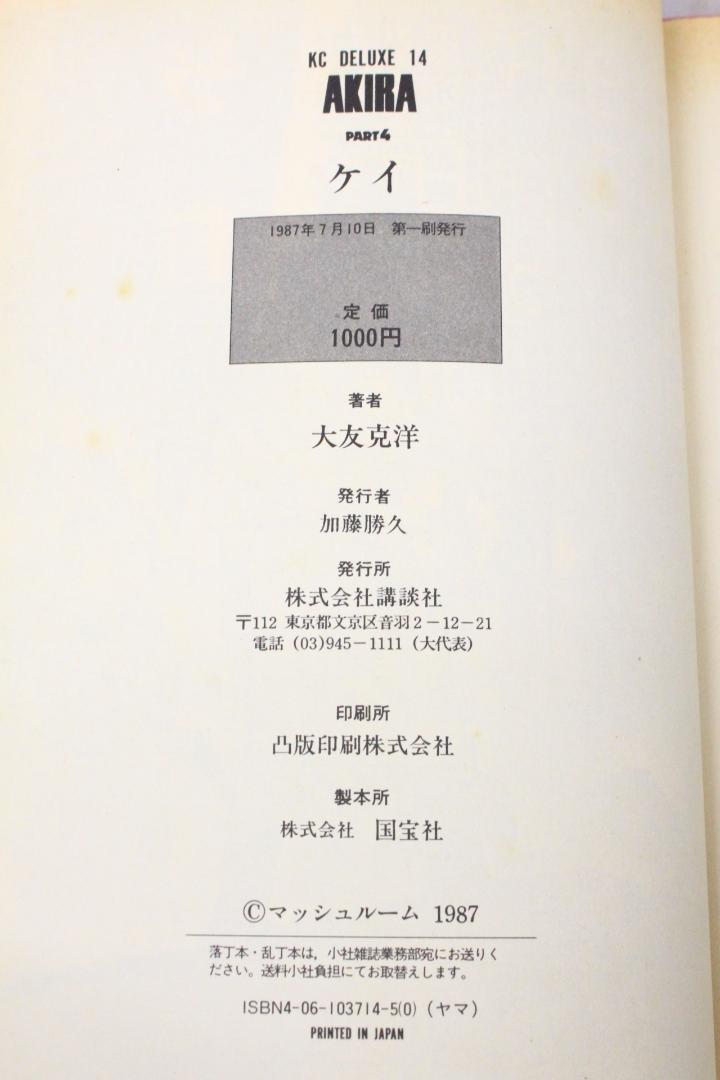 KC DELUXE 14
AKIRA
PART4
ケイ
1987年7月10日 第一刷発行
定価
1000円
著者
大友克洋
発行者
加藤勝久
発行所
株式会社講談社
〒112 東京都文京区音羽2-12-21
電話 (03)945-1111 (大代表)
印刷所
凸版印刷株式会社
製本所
株式会社 国宝社
©マッシュルーム 1987
落丁本・乱丁本は，小社雑誌業務部宛にお送りく
ださい。送料小社負担にてお取替えします。
ISBN4-06-103714-5(0) (ヤマ)
PRINTED IN JAPAN